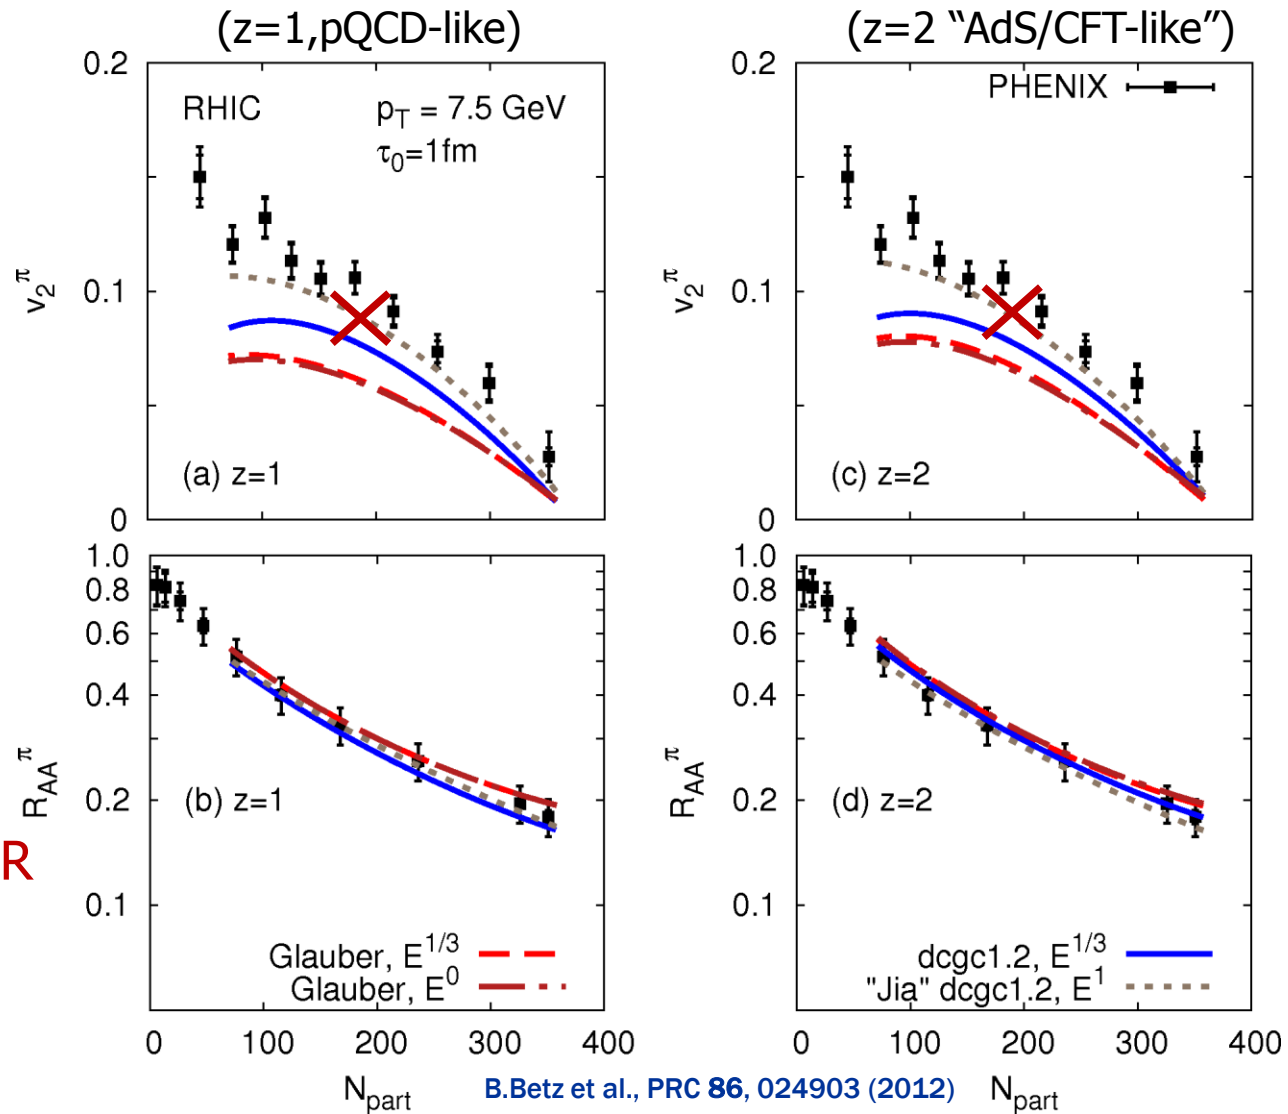 (z=1,pQCD-like)
(z=2 “AdS/CFT-like”)
0.2
RHIC
p_T = 7.5 GeV
τ_0=1fm
v_2^π
0.1
(a) z=1
0
0.2
PHENIX
v_2^π
0.1
(c) z=2
0
1.0
0.8
0.6
0.4
R_AA^π
0.2
(b) z=1
R
0.1
Glauber, E^1/3
Glauber, E^0
0 100 200 300 400
N_part
1.0
0.8
0.6
0.4
R_AA^π
0.2
(d) z=2
0.1
dcgc1.2, E^1/3
"Jia" dcgc1.2, E^1
0 100 200 300 400
N_part
B.Betz et al., PRC 86, 024903 (2012)